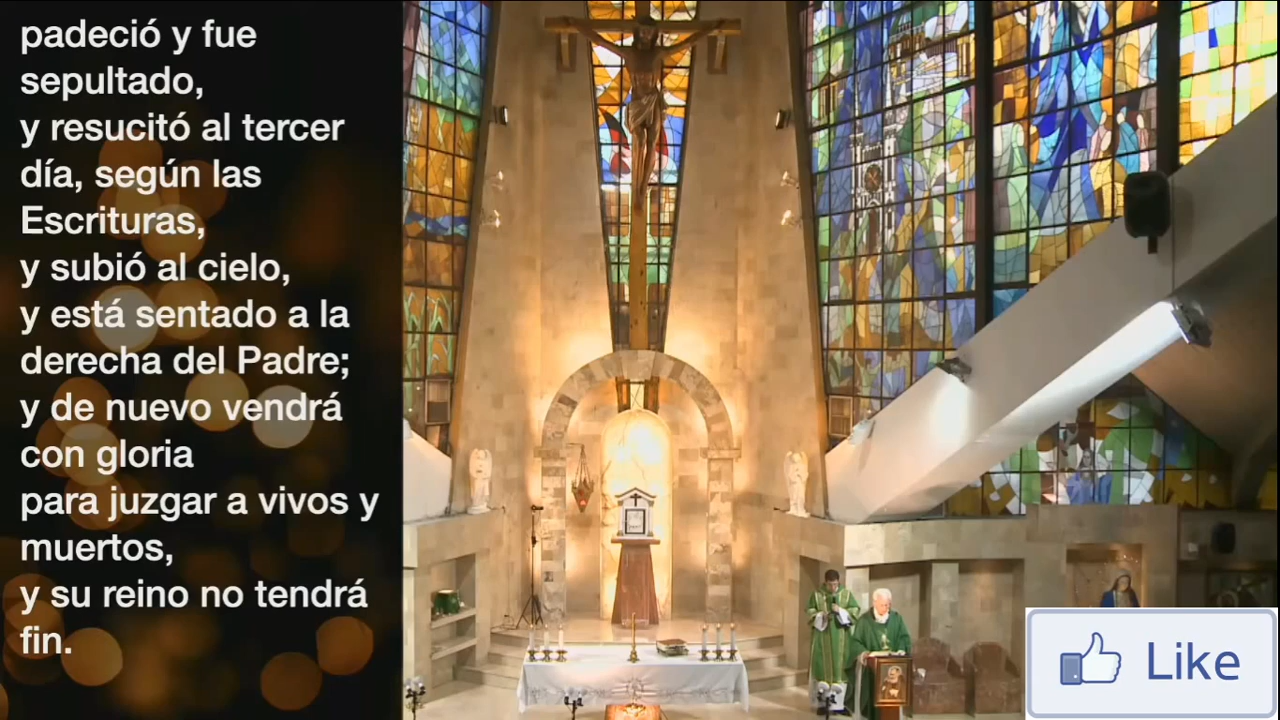 padeció y fue
sepultado,
y resucitó al tercer
día, según las
Escrituras,
y subió al cielo,
y está sentado a la
derecha del Padre;
y de nuevo vendrá
con gloria
para juzgar a vivos y
muertos,
y su reino no tendrá
fin.
Like